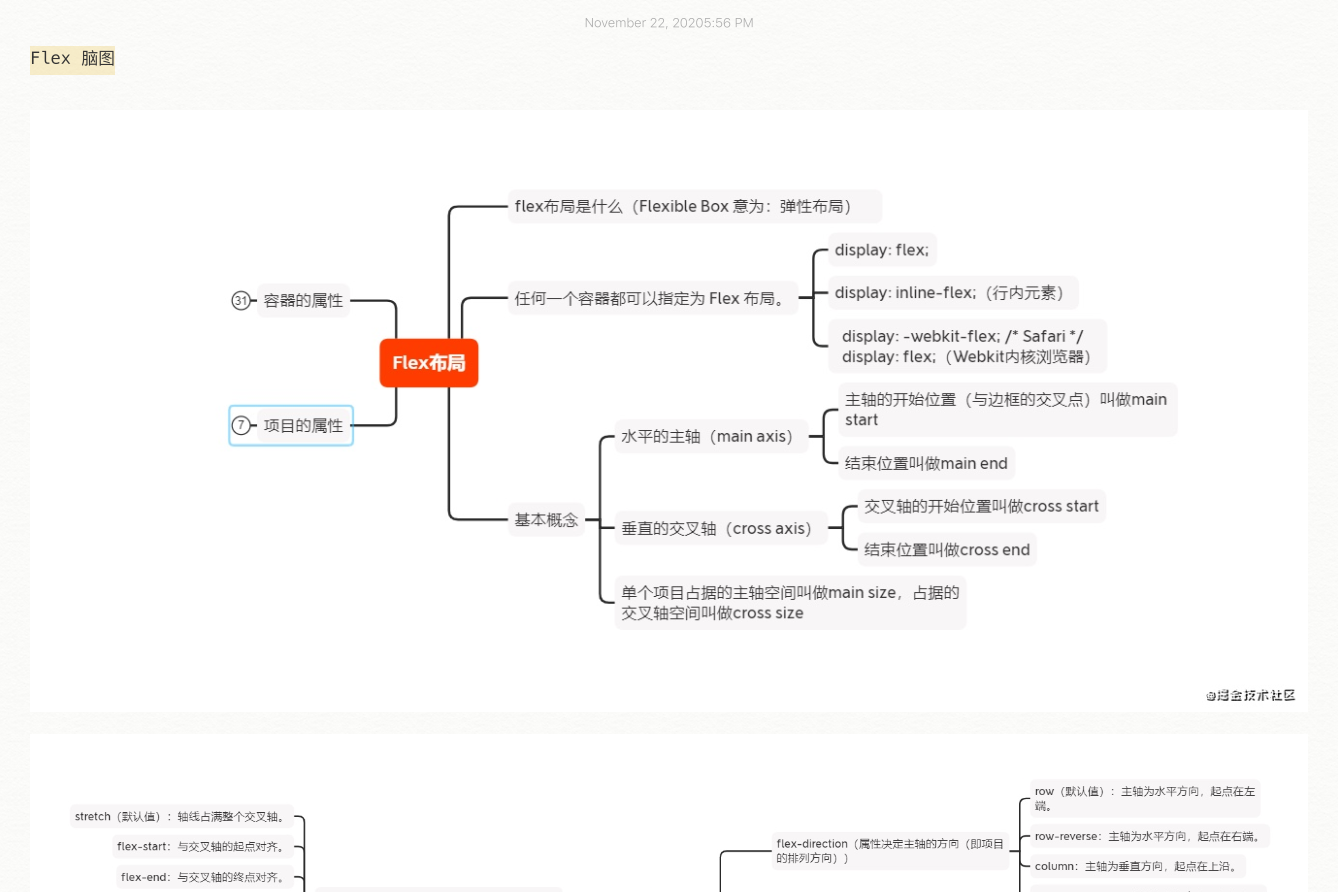 November 22, 20205:56 PM
Flex 脑图
flex布局是什么（Flexible Box 意为：弹性布局）
display: flex;
任何一个容器都可以指定为 Flex 布局。
display: inline-flex;（行内元素）
display: -webkit-flex; /* Safari */
display: flex;（Webkit内核浏览器）
31 容器的属性
Flex布局
7 项目的属性
水平的主轴（main axis）
主轴的开始位置（与边框的交叉点）叫做main
start
结束位置叫做main end
基本概念
垂直的交叉轴（cross axis）
交叉轴的开始位置叫做cross start
结束位置叫做cross end
单个项目占据的主轴空间叫做main size，占据的
交叉轴空间叫做cross size
@掘金技术社区
stretch（默认值）：轴线占满整个交叉轴。
flex-start：与交叉轴的起点对齐。
flex-end：与交叉轴的终点对齐。
flex-direction（属性决定主轴的方向（即项目
的排列方向））
row（默认值）：主轴为水平方向，起点在左
端。
row-reverse：主轴为水平方向，起点在右端。
column：主轴为垂直方向，起点在上沿。